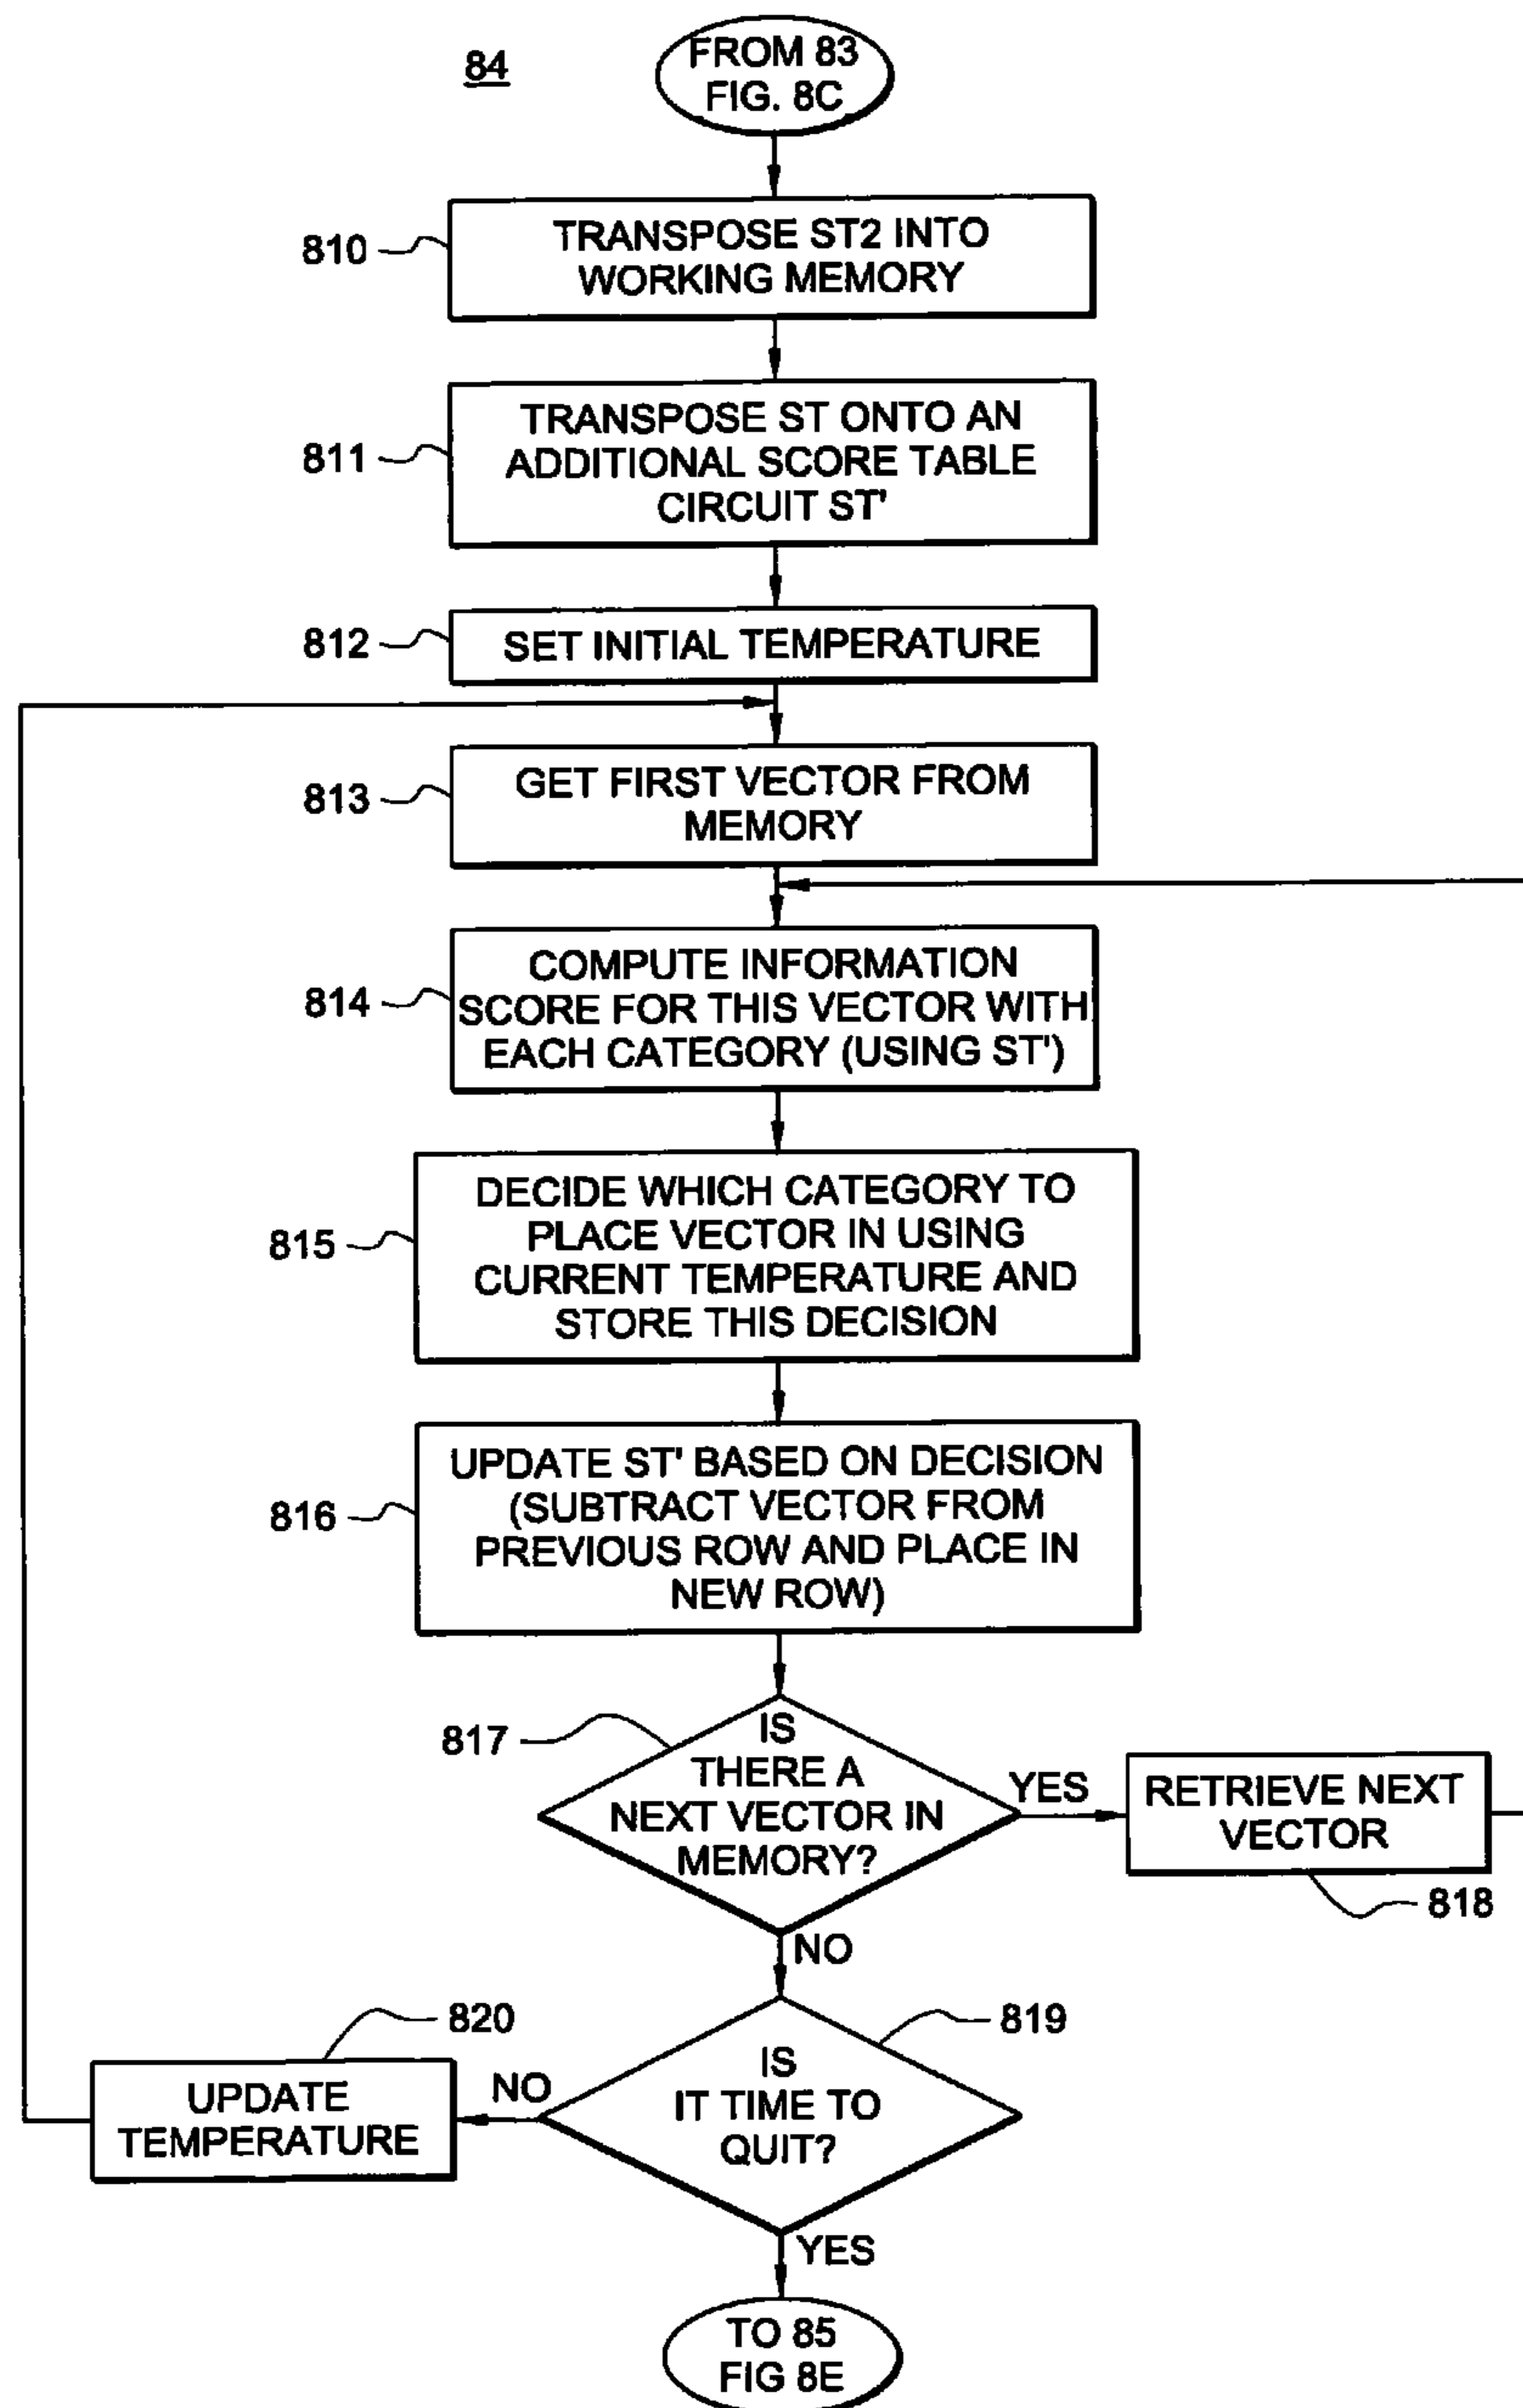 84
FROM 83
FIG. 8C
810
TRANSPOSE ST2 INTO
WORKING MEMORY
811
TRANSPOSE ST ONTO AN
ADDITIONAL SCORE TABLE
CIRCUIT ST'
812
SET INITIAL TEMPERATURE
813
GET FIRST VECTOR FROM
MEMORY
814
COMPUTE INFORMATION
SCORE FOR THIS VECTOR WITH
EACH CATEGORY (USING ST')
815
DECIDE WHICH CATEGORY TO
PLACE VECTOR IN USING
CURRENT TEMPERATURE AND
STORE THIS DECISION
816
UPDATE ST' BASED ON DECISION
(SUBTRACT VECTOR FROM
PREVIOUS ROW AND PLACE IN
NEW ROW)
817
IS
THERE A
NEXT VECTOR IN
MEMORY?
YES
RETRIEVE NEXT
VECTOR
818
NO
819
IS
IT TIME TO
QUIT?
NO
820
UPDATE
TEMPERATURE
YES
TO 85
FIG 8E